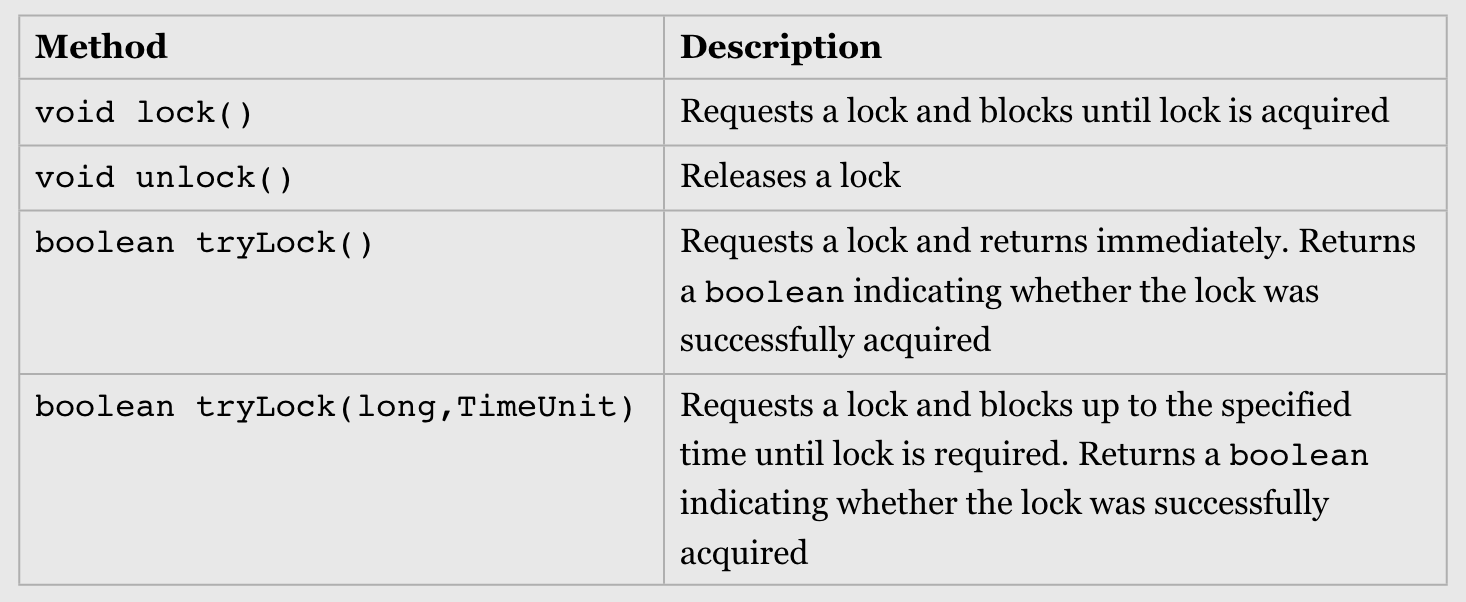 Method
Description
void lock()
Requests a lock and blocks until lock is acquired
void unlock()
Releases a lock
boolean tryLock()
Requests a lock and returns immediately. Returns
a boolean indicating whether the lock was
successfully acquired
boolean tryLock(long,TimeUnit)
Requests a lock and blocks up to the specified
time until lock is required. Returns a boolean
indicating whether the lock was successfully
acquired